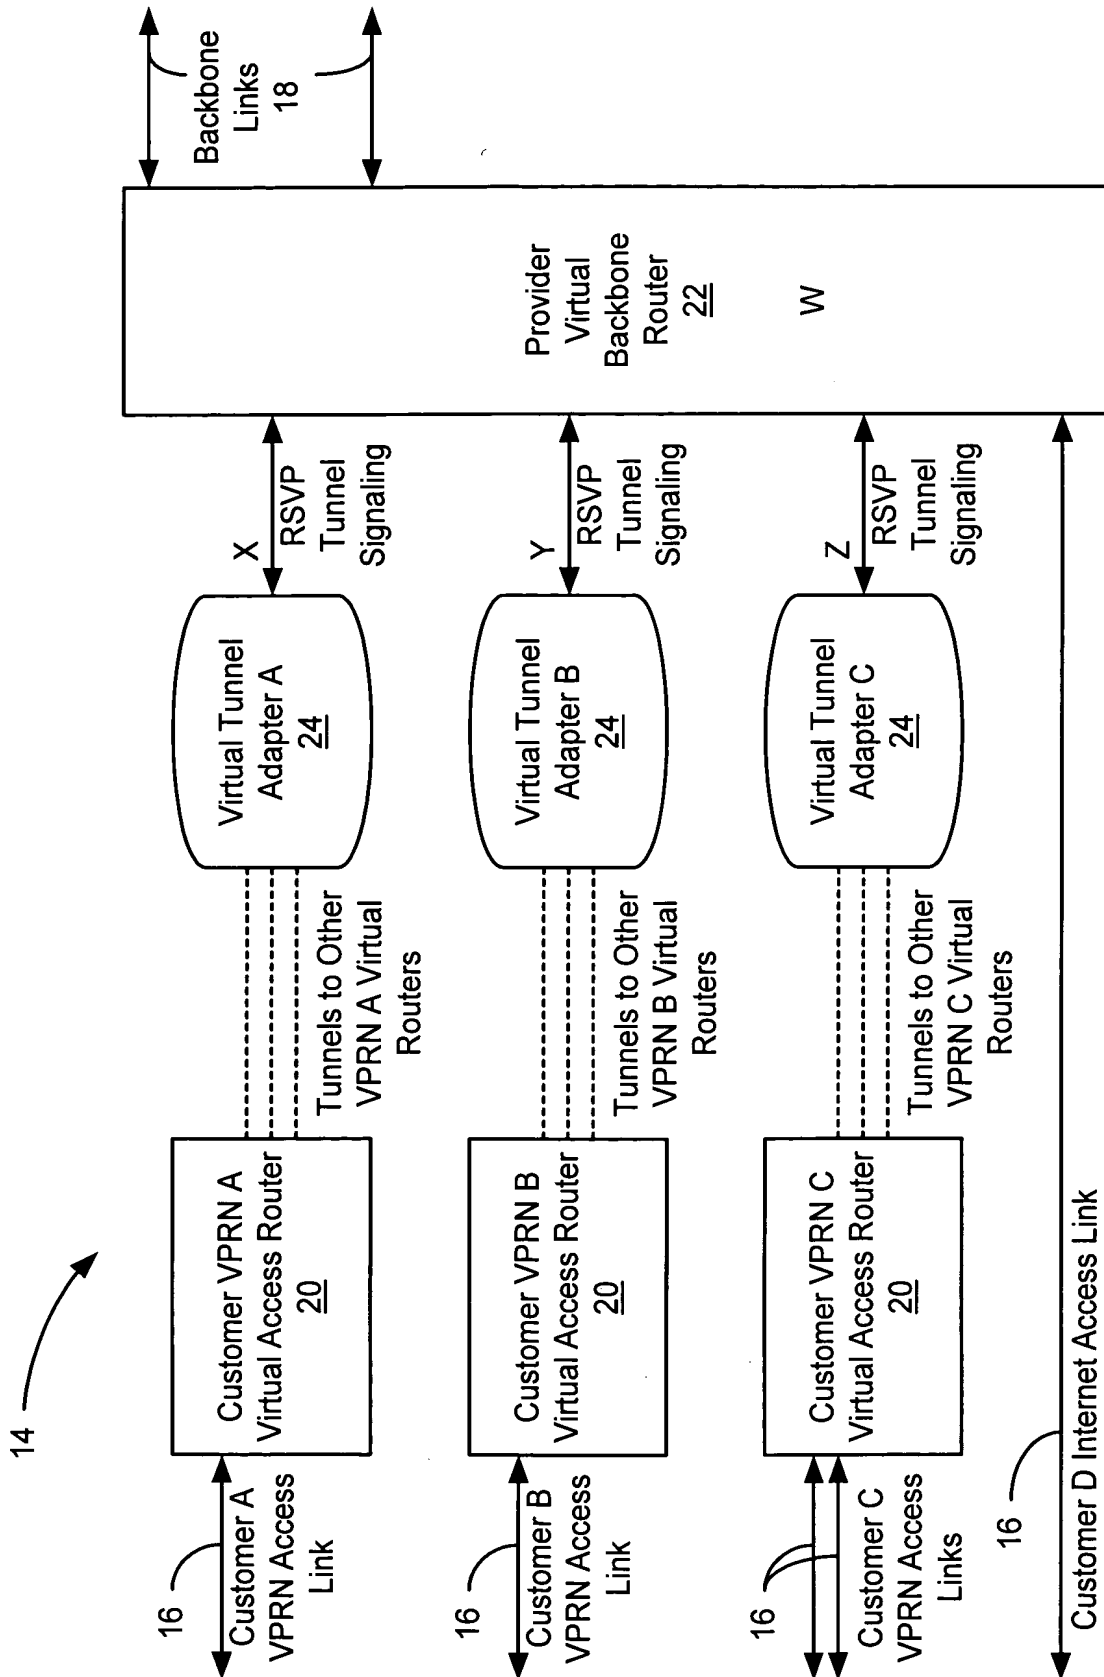 14
Backbone
Links
18
16
Customer A
VPRN Access
Link
Customer VPRN A
Virtual Access Router
20
Tunnels to Other
VPRN A Virtual
Routers
Virtual Tunnel
Adapter A
24
X
RSVP
Tunnel
Signaling
Provider
Virtual
Backbone
Router
22
W
16
Customer B
VPRN Access
Link
Customer VPRN B
Virtual Access Router
20
Tunnels to Other
VPRN B Virtual
Routers
Virtual Tunnel
Adapter B
24
Y
RSVP
Tunnel
Signaling
16
Customer C
VPRN Access
Links
Customer VPRN C
Virtual Access Router
20
Tunnels to Other
VPRN C Virtual
Routers
Virtual Tunnel
Adapter C
24
Z
RSVP
Tunnel
Signaling
16
Customer D Internet Access Link